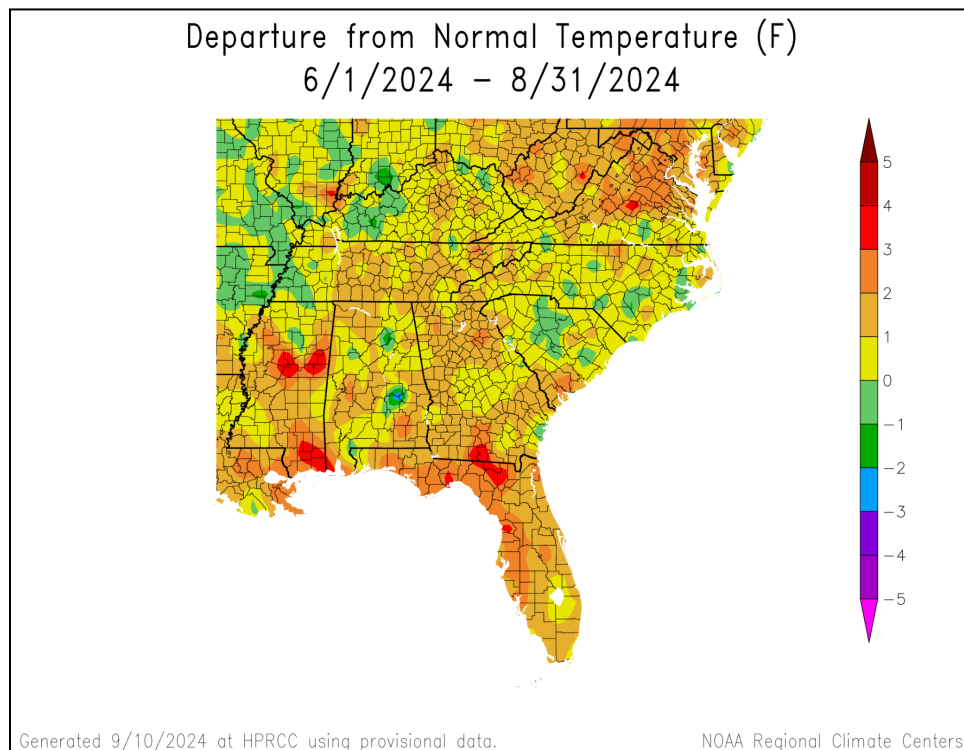 Departure from Normal Temperature (F)
6/1/2024 – 8/31/2024
5
4
3
2
1
0
-1
-2
-3
-4
-5
Generated 9/10/2024 at HPRCC using provisional data.
NOAA Regional Climate Centers